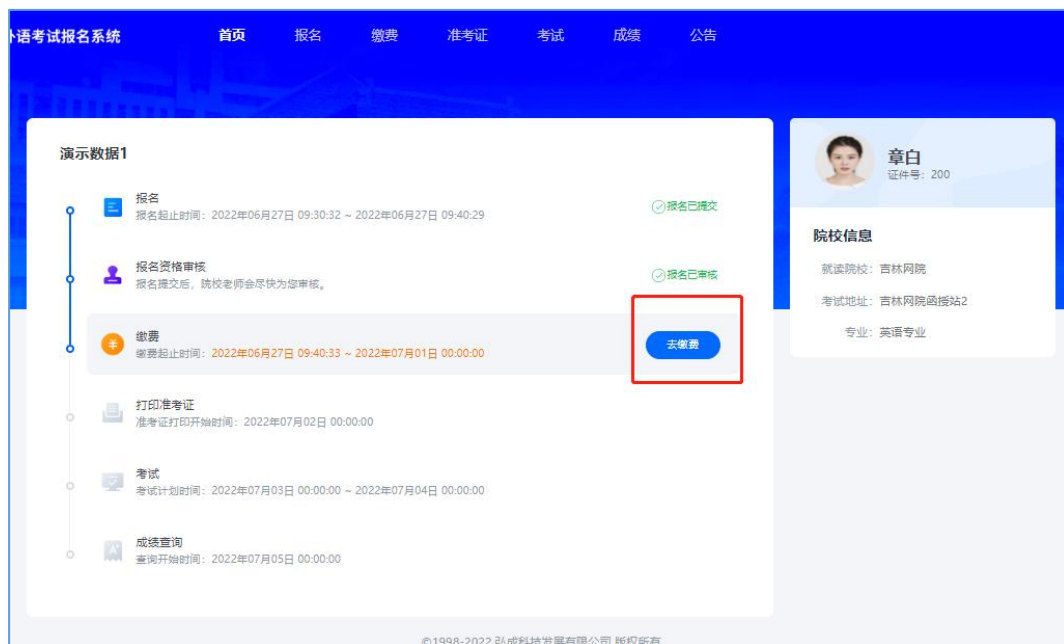 外语考试报名系统 首页 报名 缴费 准考证 考试 成绩 公告
演示数据1
报名
报名起止时间：2022年06月27日 09:30:32 ~ 2022年06月27日 09:40:29
报名已提交
报名资格审核
报名提交后，院校老师会尽快为您审核。
报名已审核
缴费
缴费起止时间：2022年06月27日 09:40:33 ~ 2022年07月01日 00:00:00
去缴费
打印准考证
准考证打印开始时间：2022年07月02日 00:00:00
考试
考试计划时间：2022年07月03日 00:00:00 ~ 2022年07月04日 00:00:00
成绩查询
查询开始时间：2022年07月05日 00:00:00
章白
证件号：200
院校信息
就读院校：吉林网院
考试地址：吉林网院函授站2
专业：英语专业
©1998-2022 弘成科技发展有限公司 版权所有